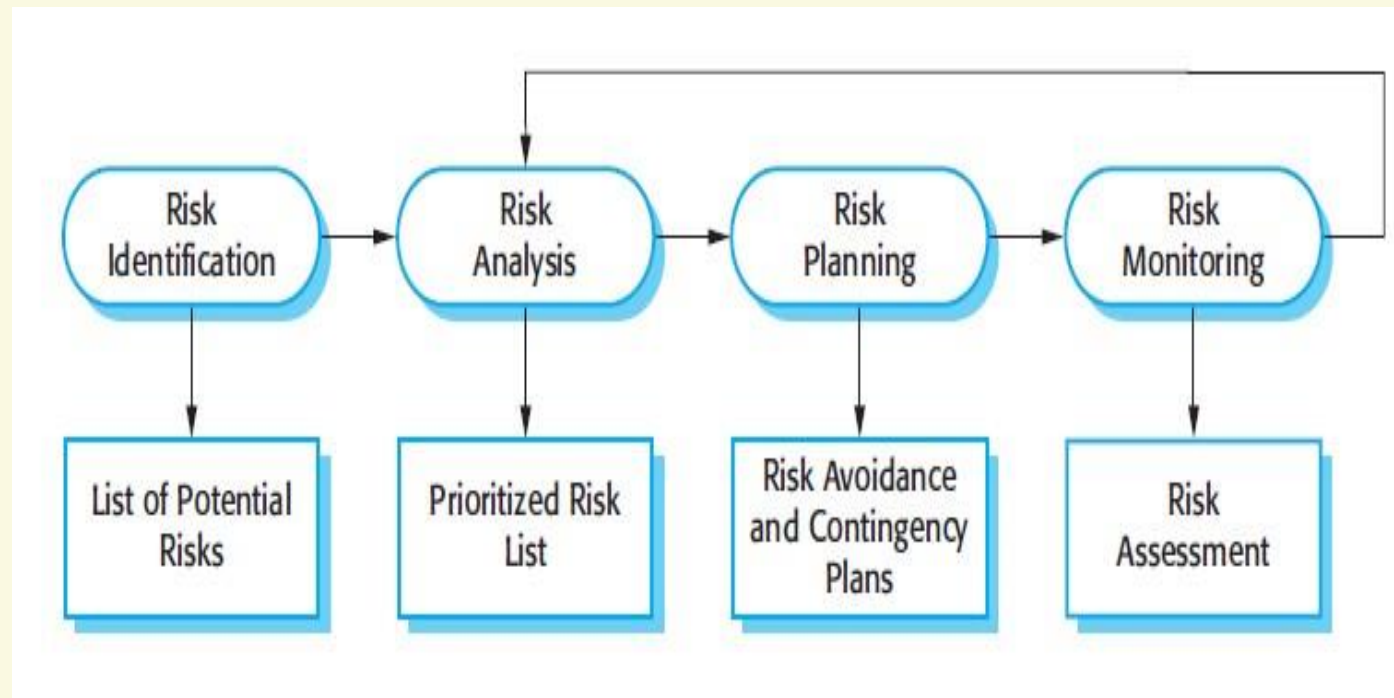 Risk
Identification
Risk
Analysis
Risk
Planning
Risk
Monitoring
List of Potential
Risks
Prioritized Risk
List
Risk Avoidance
and Contingency
Plans
Risk
Assessment